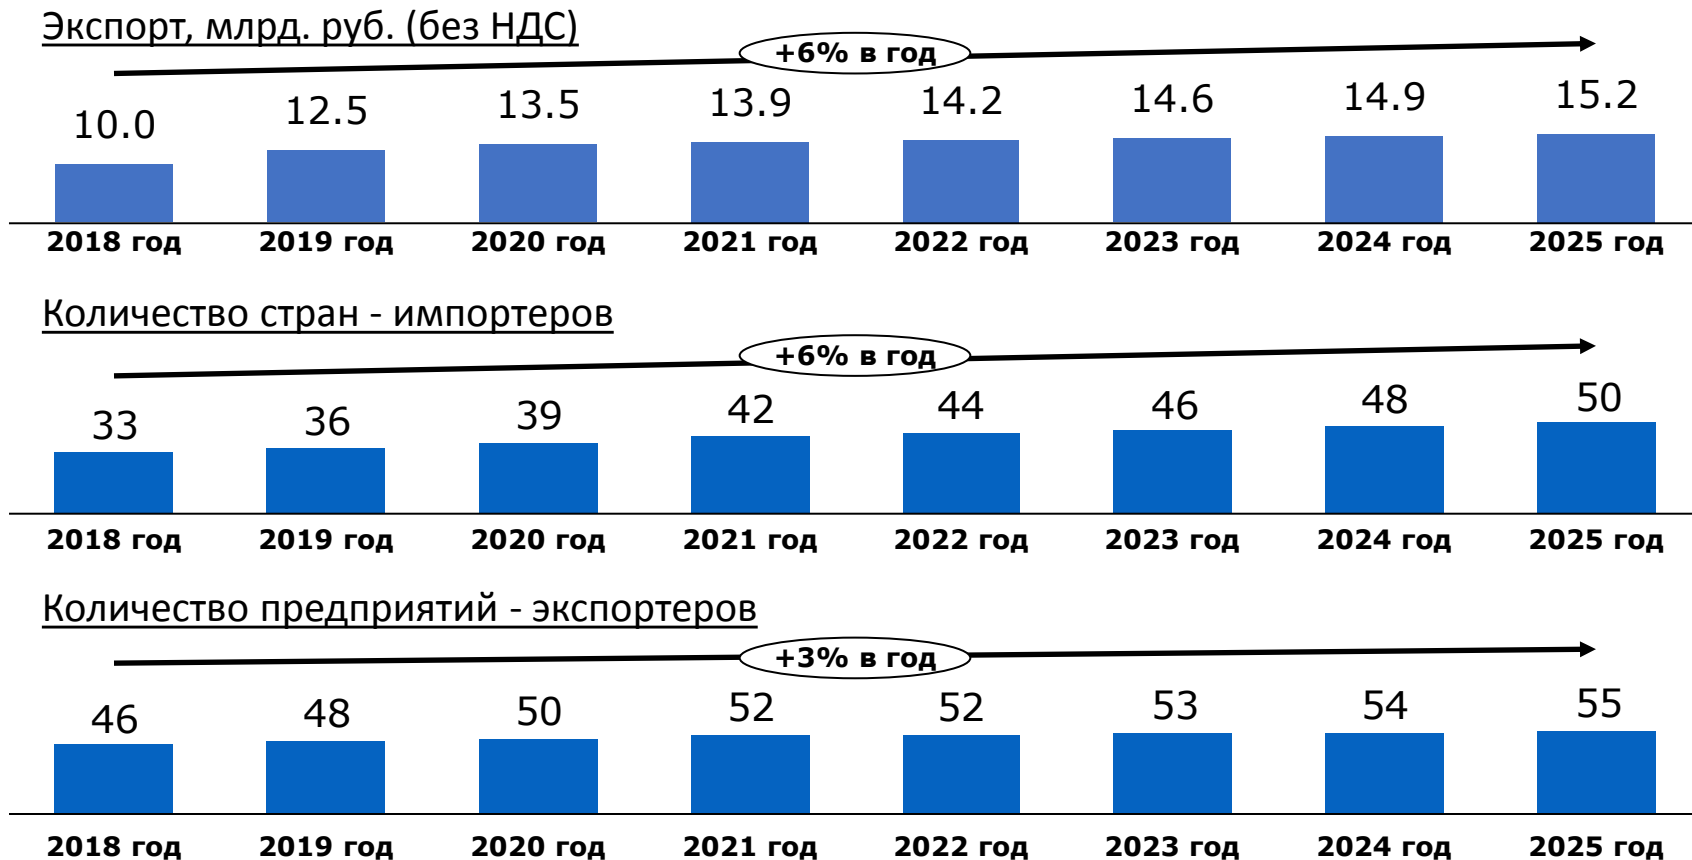 Экспорт, млрд. руб. (без НДС)
+6% в год
10.0 12.5 13.5 13.9 14.2 14.6 14.9 15.2
2018 год 2019 год 2020 год 2021 год 2022 год 2023 год 2024 год 2025 год
Количество стран - импортеров
+6% в год
33 36 39 42 44 46 48 50
2018 год 2019 год 2020 год 2021 год 2022 год 2023 год 2024 год 2025 год
Количество предприятий - экспортеров
+3% в год
46 48 50 52 52 53 54 55
2018 год 2019 год 2020 год 2021 год 2022 год 2023 год 2024 год 2025 год